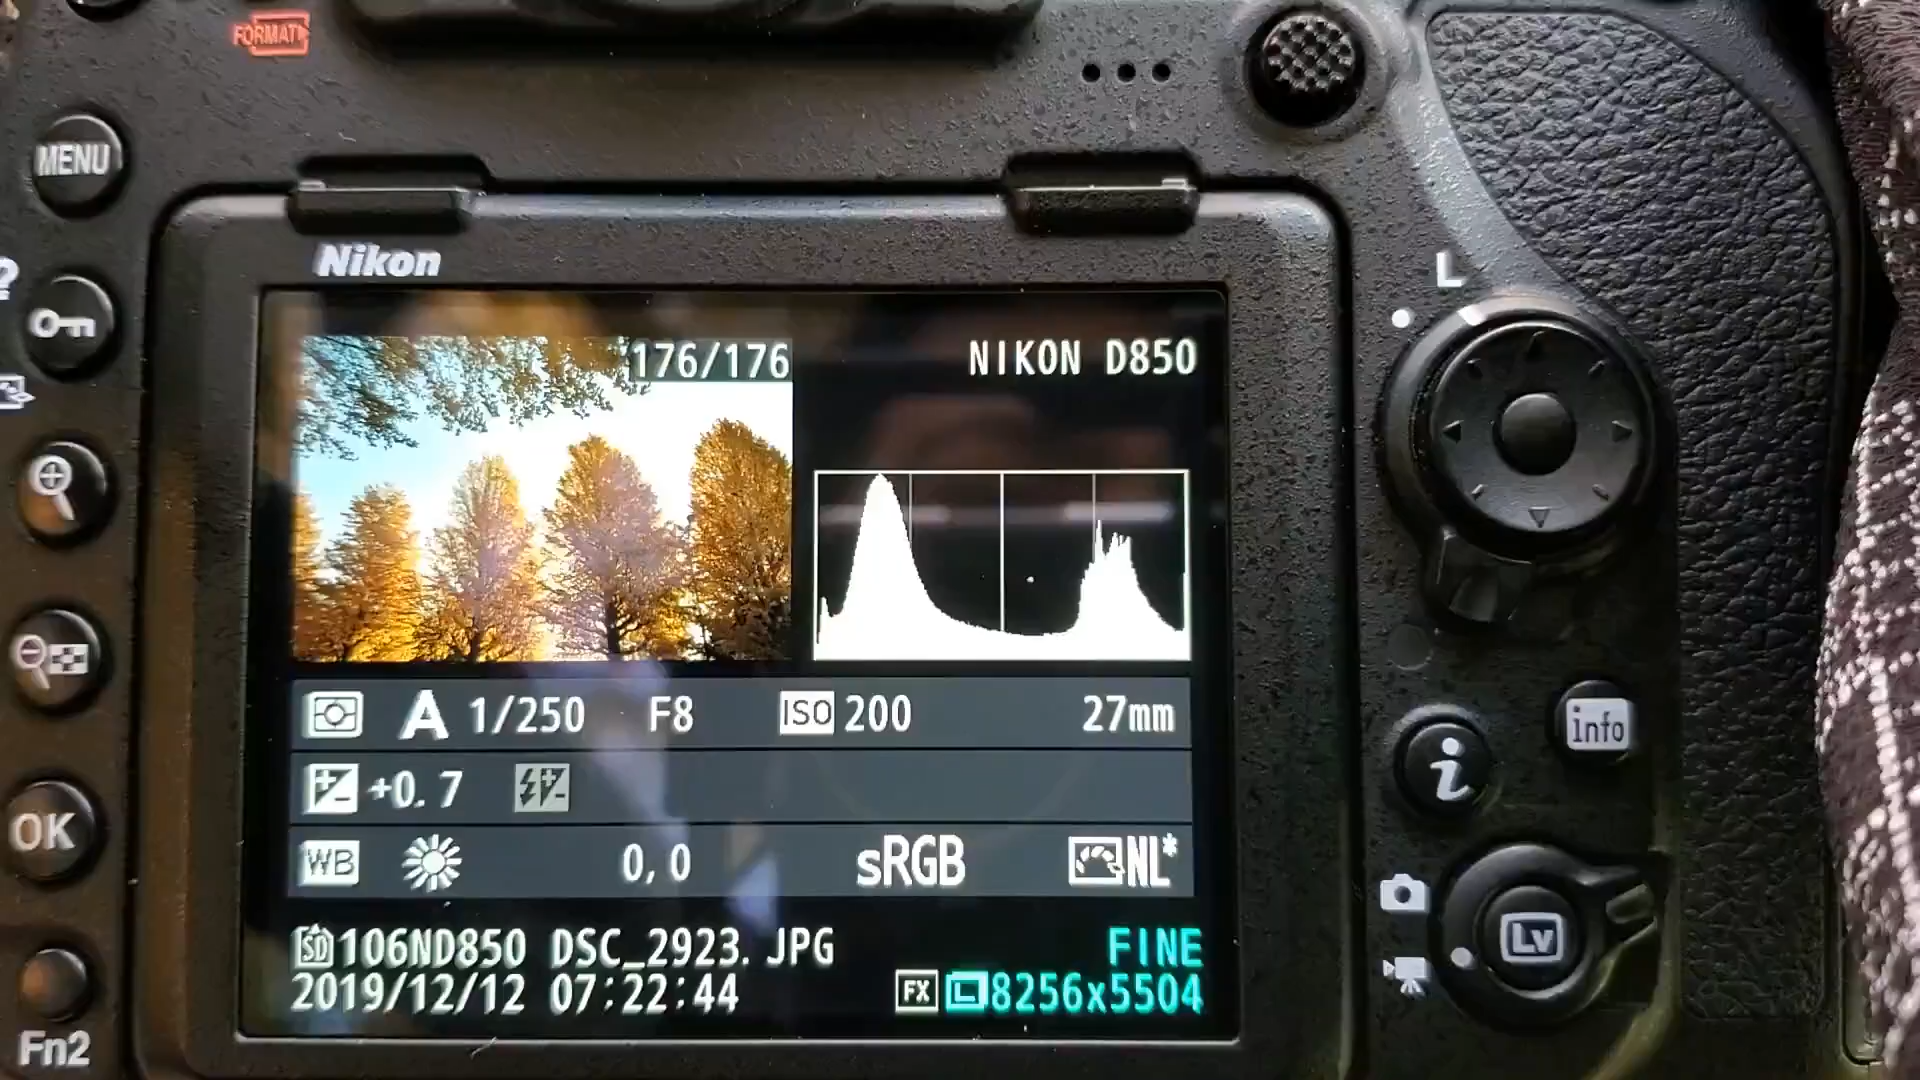 FORMAT
MENU
Nikon
?
L
176/176 NIKON D850
A 1/250 F8 ISO 200 27mm
+0.7
WB 0,0 sRGB NL*
SD 106ND850 DSC_2923.JPG FINE
2019/12/12 07:22:44 FX 8256x5504
info
i
OK
Lv
Fn2